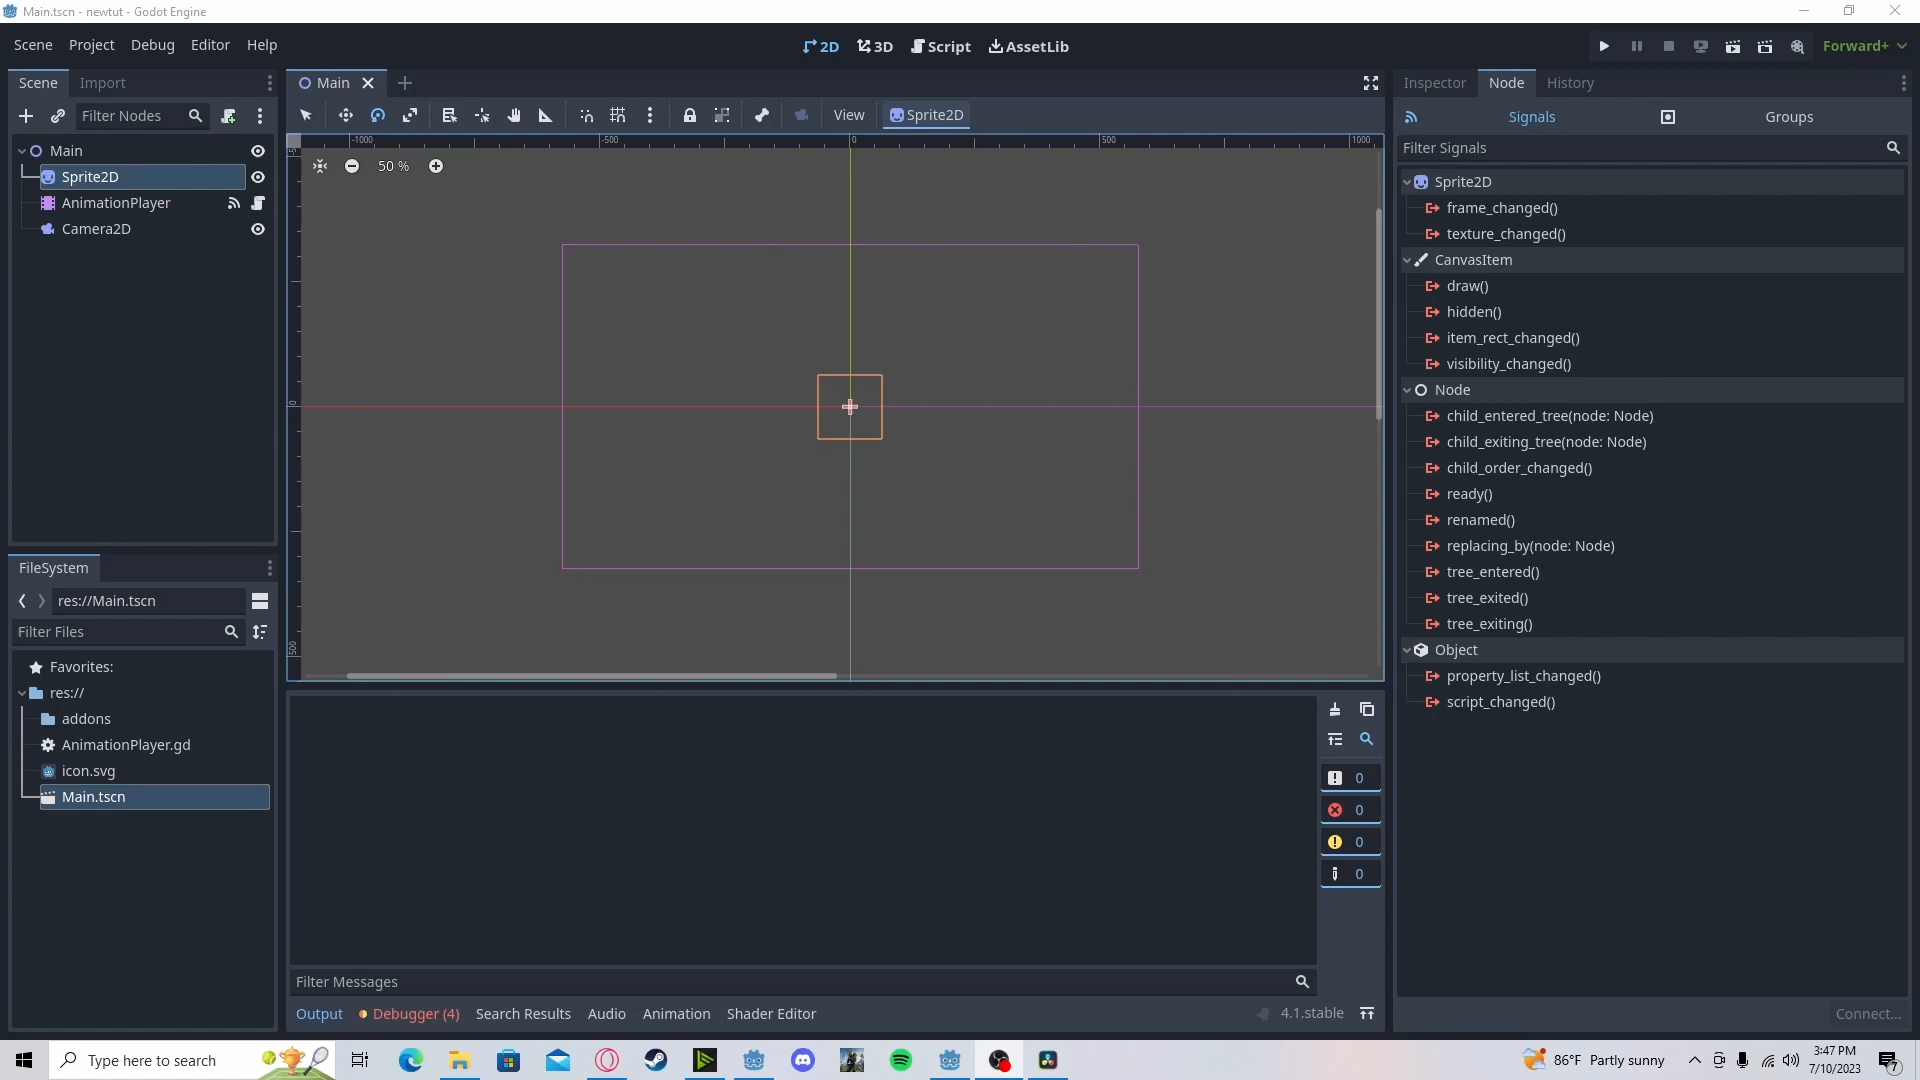 Main.tscn - newtut - Godot Engine
Scene Project Debug Editor Help
2D 3D Script AssetLib
Forward+
Scene Import
Filter Nodes
Main
Sprite2D
AnimationPlayer
Camera2D
FileSystem
res://Main.tscn
Filter Files
Favorites:
res://
addons
AnimationPlayer.gd
icon.svg
Main.tscn
Main
View Sprite2D
-1000 -500 0 500 1000
50 %
0
500
Filter Messages
0
0
0
0
Output Debugger (4) Search Results Audio Animation Shader Editor
4.1.stable
Inspector Node History
Signals Groups
Filter Signals
Sprite2D
frame_changed()
texture_changed()
CanvasItem
draw()
hidden()
item_rect_changed()
visibility_changed()
Node
child_entered_tree(node: Node)
child_exiting_tree(node: Node)
child_order_changed()
ready()
renamed()
replacing_by(node: Node)
tree_entered()
tree_exited()
tree_exiting()
Object
property_list_changed()
script_changed()
Connect...
Type here to search
86°F Partly sunny
3:47 PM
7/10/2023
7